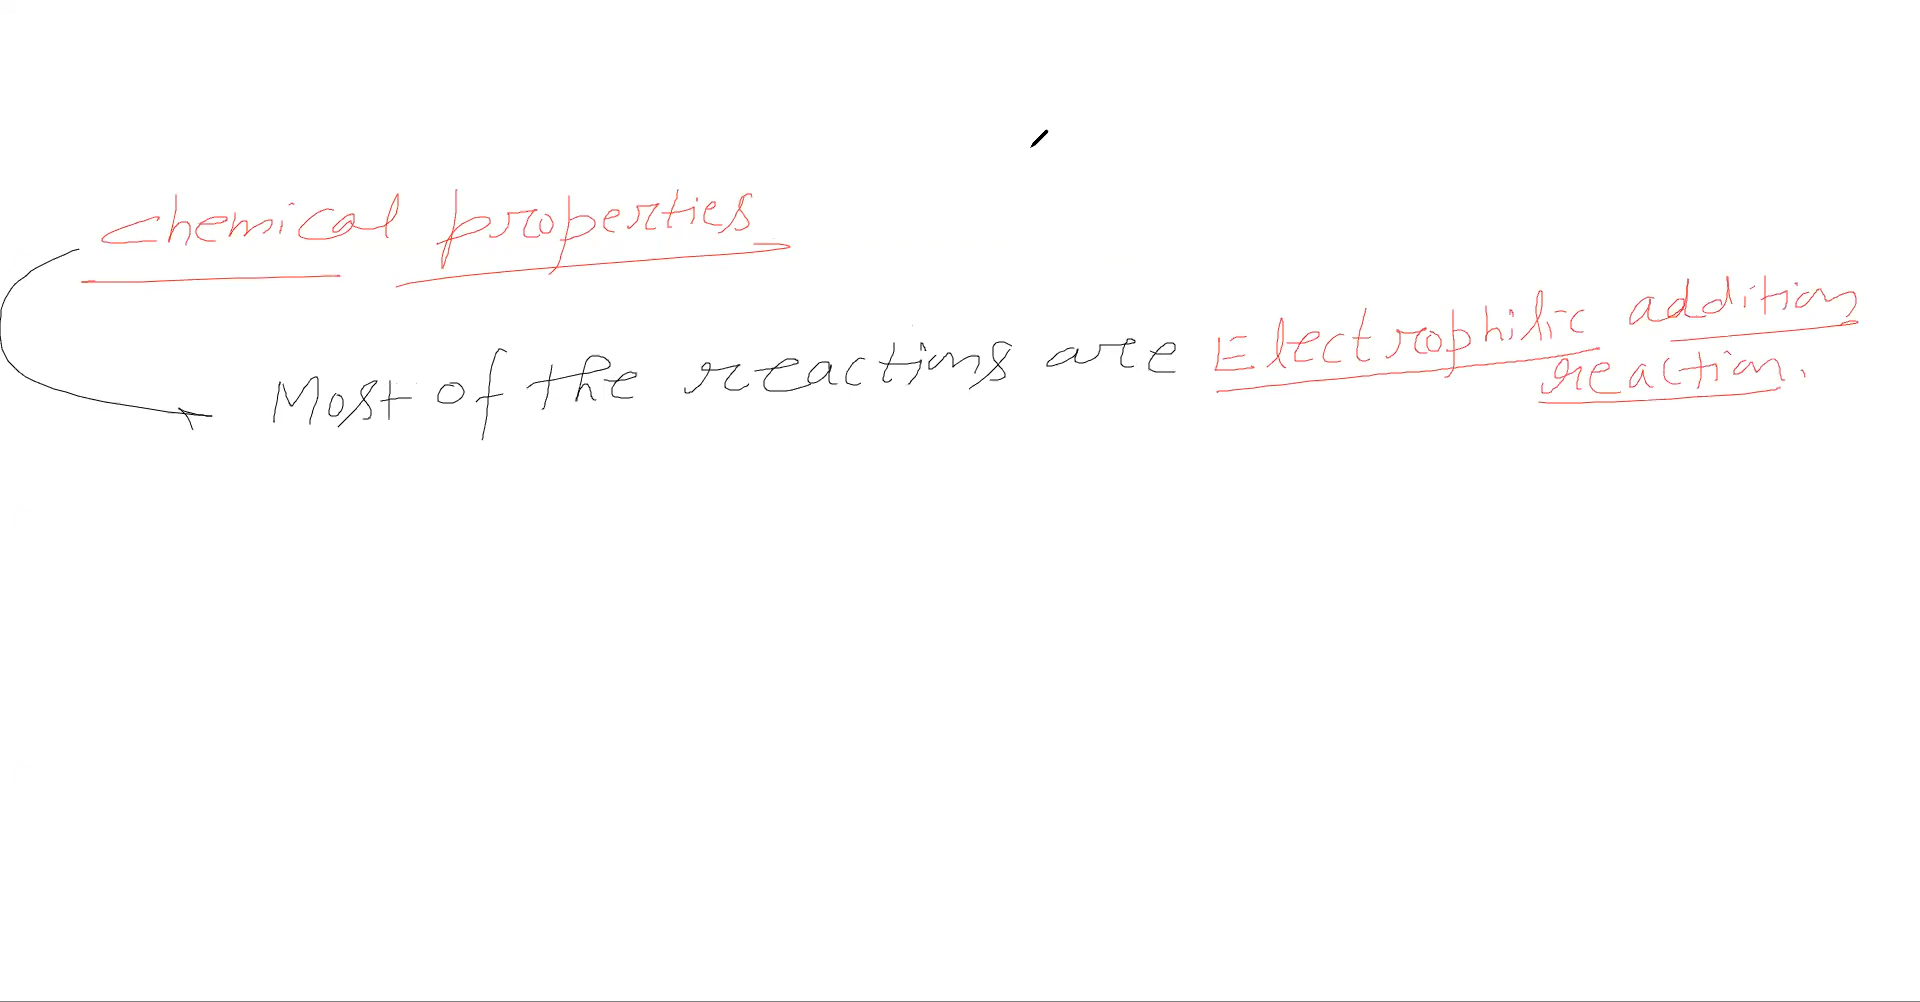 chemical properties
Most of the reactions are Electrophilic addition
reaction.